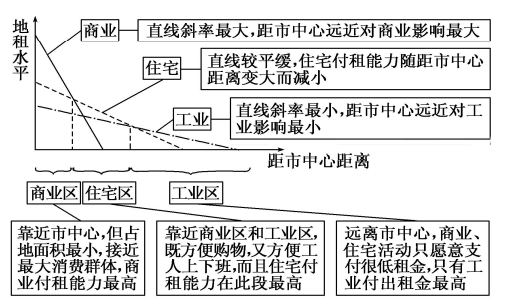 地租水平
商业
直线斜率最大，距市中心远近对商业影响最大
住宅
直线较平缓，住宅付租能力随距市中心
距离变大而减小
工业
直线斜率最小，距市中心远近对工
业影响最小
距市中心距离
商业区
住宅区
工业区
靠近市中心，但占
地面积最小，接近
最大消费群体，商
业付租能力最高
靠近商业区和工业区，
既方便购物，又方便工
人上下班，而且住宅付
租能力在此段最高
远离市中心，商业、
住宅活动只愿意支
付很低租金，只有工
业付出租金最高